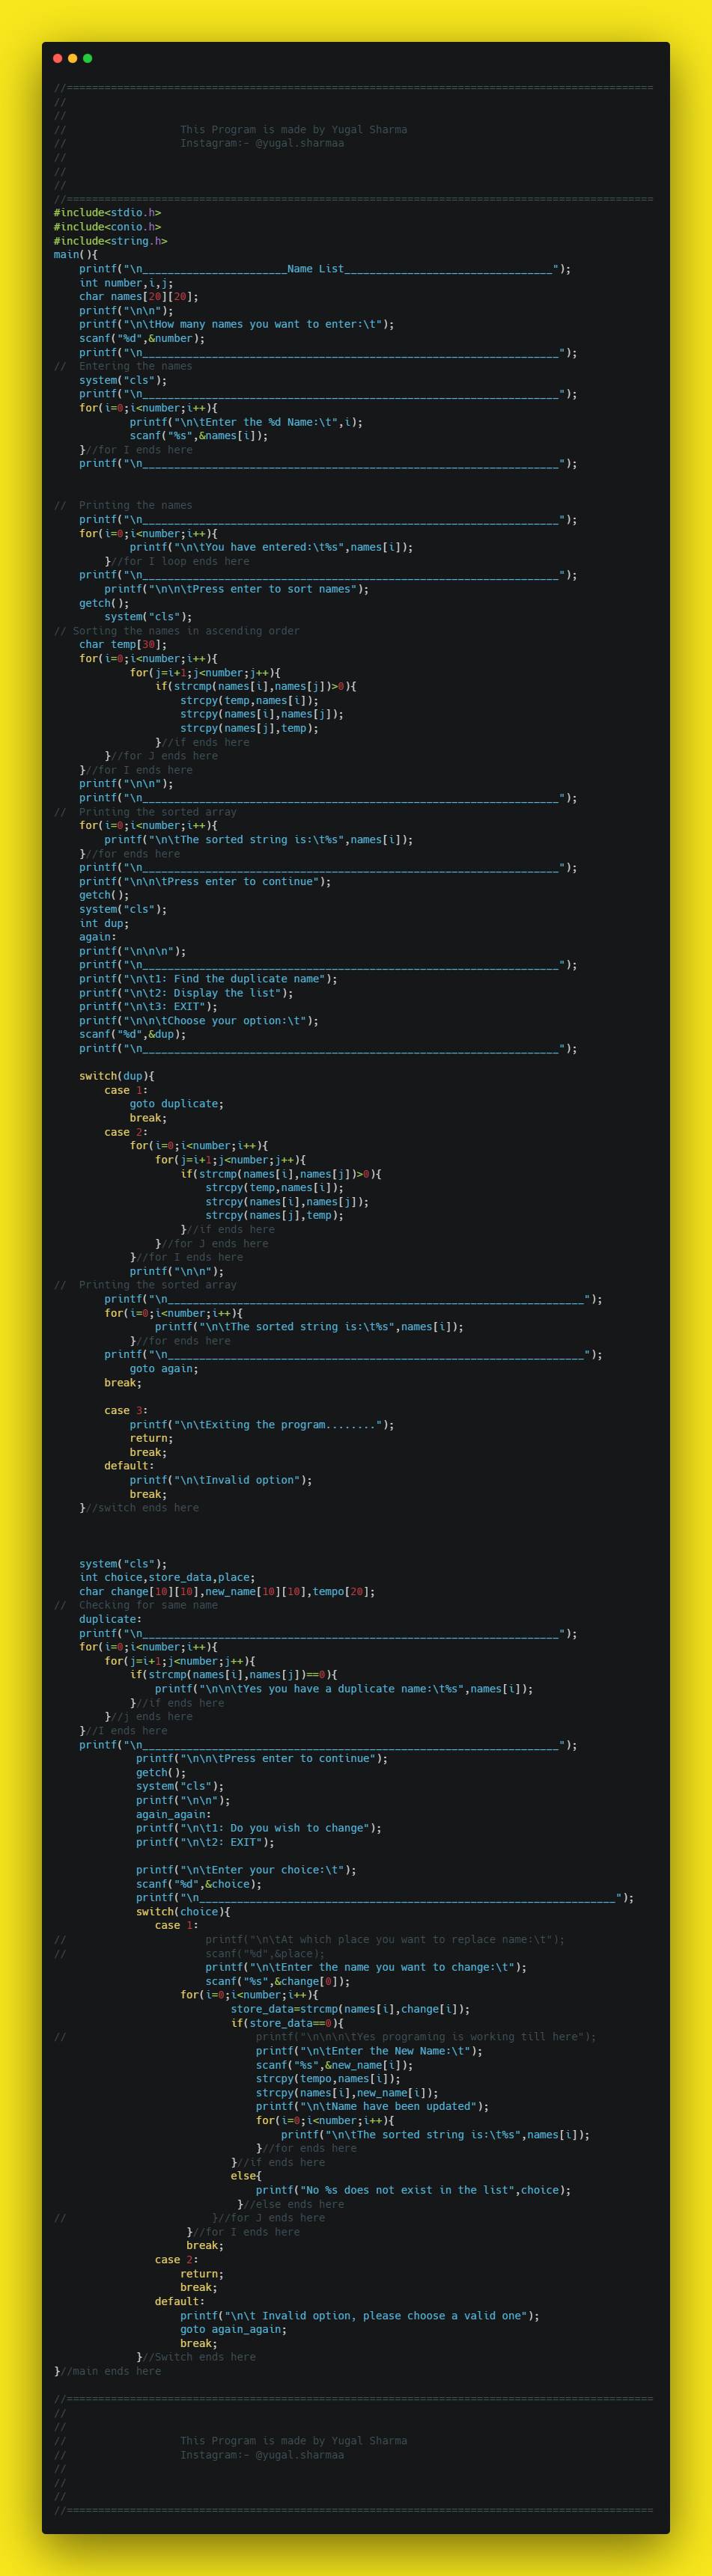 //=============================================================================================
//
//
//                  This Program is made by Yugal Sharma
//                  Instagram:- @yugal.sharmaa
//
//
//
//=============================================================================================
#include<stdio.h>
#include<conio.h>
#include<string.h>
main(){
    printf("\n_______________________Name List_________________________________");
    int number,i,j;
    char names[20][20];
    printf("\n\n");
    printf("\n\tHow many names you want to enter:\t");
    scanf("%d",&number);
    printf("\n__________________________________________________________________");
//  Entering the names
    system("cls");
    printf("\n__________________________________________________________________");
    for(i=0;i<number;i++){
            printf("\n\tEnter the %d Name:\t",i);
            scanf("%s",&names[i]);
    }//for I ends here
    printf("\n__________________________________________________________________");


//  Printing the names
    printf("\n__________________________________________________________________");
    for(i=0;i<number;i++){
            printf("\n\tYou have entered:\t%s",names[i]);
        }//for I loop ends here
    printf("\n__________________________________________________________________");
        printf("\n\n\tPress enter to sort names");
    getch();
        system("cls");
// Sorting the names in ascending order
    char temp[30];
    for(i=0;i<number;i++){
            for(j=i+1;j<number;j++){
                if(strcmp(names[i],names[j])>0){
                    strcpy(temp,names[i]);
                    strcpy(names[i],names[j]);
                    strcpy(names[j],temp);
                }//if ends here
        }//for J ends here
    }//for I ends here
    printf("\n\n");
    printf("\n__________________________________________________________________");
//  Printing the sorted array
    for(i=0;i<number;i++){
        printf("\n\tThe sorted string is:\t%s",names[i]);
    }//for ends here
    printf("\n__________________________________________________________________");
    printf("\n\n\tPress enter to continue");
    getch();
    system("cls");
    int dup;
    again:
    printf("\n\n\n");
    printf("\n__________________________________________________________________");
    printf("\n\t1: Find the duplicate name");
    printf("\n\t2: Display the list");
    printf("\n\t3: EXIT");
    printf("\n\n\tChoose your option:\t");
    scanf("%d",&dup);
    printf("\n__________________________________________________________________");

    switch(dup){
        case 1:
            goto duplicate;
            break;
        case 2:
            for(i=0;i<number;i++){
                for(j=i+1;j<number;j++){
                    if(strcmp(names[i],names[j])>0){
                        strcpy(temp,names[i]);
                        strcpy(names[i],names[j]);
                        strcpy(names[j],temp);
                    }//if ends here
                }//for J ends here
            }//for I ends here
            printf("\n\n");
//  Printing the sorted array
        printf("\n__________________________________________________________________");
        for(i=0;i<number;i++){
                printf("\n\tThe sorted string is:\t%s",names[i]);
            }//for ends here
        printf("\n__________________________________________________________________");
            goto again;
        break;

        case 3:
            printf("\n\tExiting the program........");
            return;
            break;
        default:
            printf("\n\tInvalid option");
            break;
    }//switch ends here



    system("cls");
    int choice,store_data,place;
    char change[10][10],new_name[10][10],tempo[20];
//  Checking for same name
    duplicate:
    printf("\n__________________________________________________________________");
    for(i=0;i<number;i++){
        for(j=i+1;j<number;j++){
            if(strcmp(names[i],names[j])==0){
                printf("\n\n\tYes you have a duplicate name:\t%s",names[i]);
            }//if ends here
        }//j ends here
    }//I ends here
    printf("\n__________________________________________________________________");
             printf("\n\n\tPress enter to continue");
             getch();
             system("cls");
             printf("\n\n");
             again_again:
             printf("\n\t1: Do you wish to change");
             printf("\n\t2: EXIT");

             printf("\n\tEnter your choice:\t");
             scanf("%d",&choice);
             printf("\n__________________________________________________________________");
             switch(choice){
                case 1:
//                      printf("\n\tAt which place you want to replace name:\t");
//                      scanf("%d",&place);
                        printf("\n\tEnter the name you want to change:\t");
                        scanf("%s",&change[0]);
                    for(i=0;i<number;i++){
                            store_data=strcmp(names[i],change[i]);
                            if(store_data==0){
//                              printf("\n\n\n\tYes programing is working till here");
                                printf("\n\tEnter the New Name:\t");
                                scanf("%s",&new_name[i]);
                                strcpy(tempo,names[i]);
                                strcpy(names[i],new_name[i]);
                                printf("\n\tName have been updated");
                                for(i=0;i<number;i++){
                                    printf("\n\tThe sorted string is:\t%s",names[i]);
                                }//for ends here
                            }//if ends here
                            else{
                                printf("No %s does not exist in the list",choice);
                             }//else ends here
//                       }//for J ends here
                     }//for I ends here
                     break;
                case 2:
                    return;
                    break;
                default:
                    printf("\n\t Invalid option, please choose a valid one");
                    goto again_again;
                    break;
             }//Switch ends here
}//main ends here

//=============================================================================================
//
//
//                  This Program is made by Yugal Sharma
//                  Instagram:- @yugal.sharmaa
//
//
//
//=============================================================================================